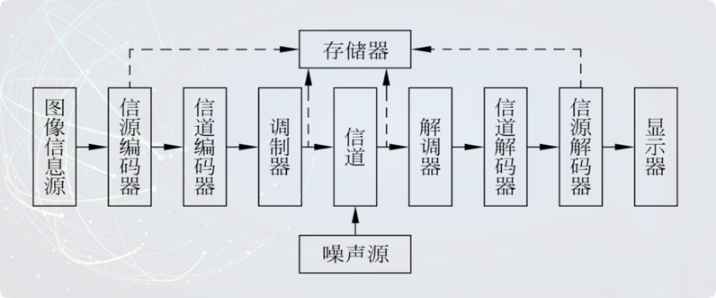 存储器
图像信息源
信源编码器
信道编码器
调制器
信道
解调器
信道解码器
信源解码器
显示器
噪声源